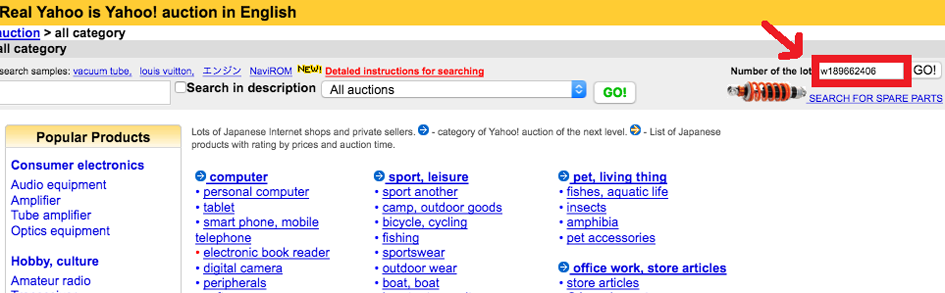 Real Yahoo is Yahoo! auction in English
auction > all category
all category
search samples: vacuum tube, louis vuitton, エンジン NaviROM NEW! Detaled instructions for searching
Number of the lot w189662406 GO!
Search in description All auctions GO!
SEARCH FOR SPARE PARTS
Popular Products
Consumer electronics
Audio equipment
Amplifier
Tube amplifier
Optics equipment
Hobby, culture
Amateur radio
Lots of Japanese Internet shops and private sellers. - category of Yahoo! auction of the next level. - List of Japanese
products with rating by prices and auction time.
computer
• personal computer
• tablet
• smart phone, mobile
telephone
• electronic book reader
• digital camera
• peripherals
sport, leisure
• sport another
• camp, outdoor goods
• bicycle, cycling
• fishing
• sportswear
• outdoor wear
• boat, boat
pet, living thing
• fishes, aquatic life
• insects
• amphibia
• pet accessories
office work, store articles
• store articles